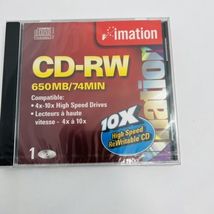 imation
CD-RW
650MB/74MIN
Compatible:
• 4x-10x High Speed Drives
• Lecteurs à haute
vitesse - 4x à 10x
10X
High Speed
ReWritable CD
imation
1